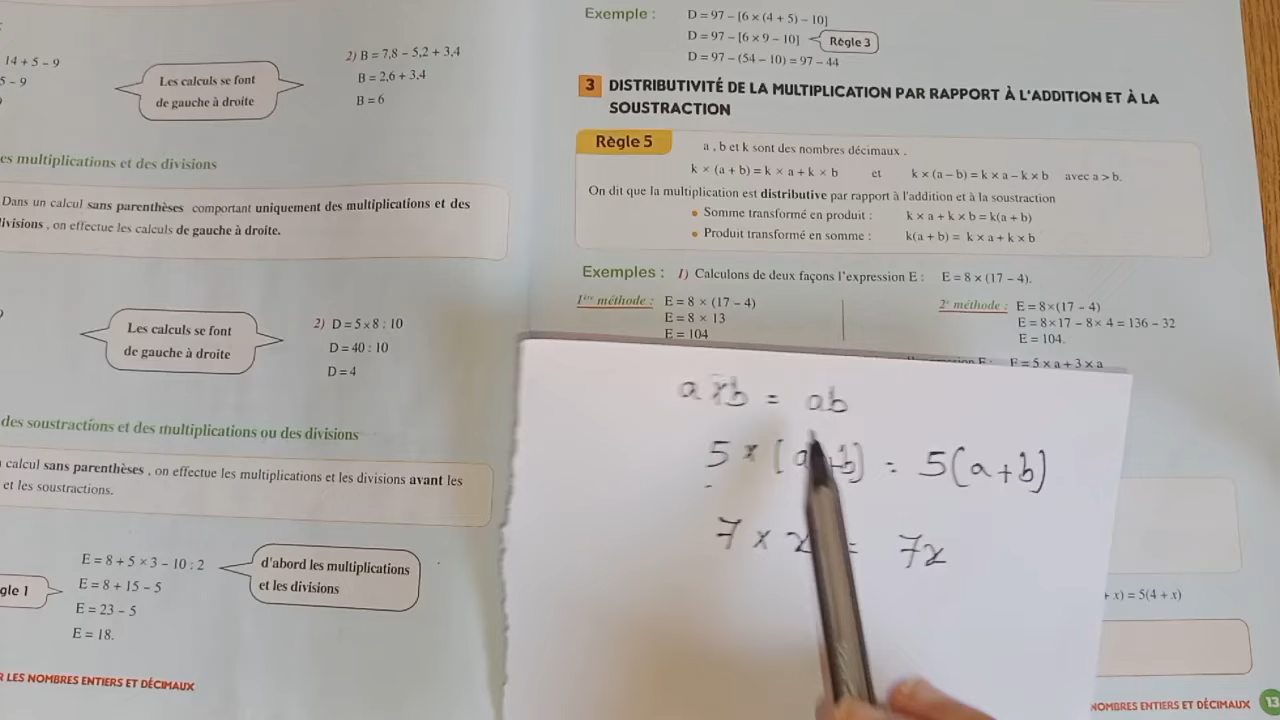 14 + 5 – 9
5 – 9
Les calculs se font
de gauche à droite
2) B = 7,8 – 5,2 + 3,4
B = 2,6 + 3,4
B = 6
es multiplications et des divisions
Dans un calcul sans parenthèses comportant uniquement des multiplications et des
ivisions , on effectue les calculs de gauche à droite.
Les calculs se font
de gauche à droite
2) D = 5 × 8 : 10
D = 40 : 10
D = 4
des soustractions et des multiplications ou des divisions
calcul sans parenthèses , on effectue les multiplications et les divisions avant les
et les soustractions.
gle 1
E = 8 + 5 × 3 – 10 : 2
E = 8 + 15 – 5
E = 23 – 5
E = 18.
d'abord les multiplications
et les divisions
R LES NOMBRES ENTIERS ET DÉCIMAUX
Exemple :
D = 97 – [6 × (4 + 5) – 10]
D = 97 – [6 × 9 – 10]
Règle 3
D = 97 – (54 – 10) = 97 – 44
3 DISTRIBUTIVITÉ DE LA MULTIPLICATION PAR RAPPORT À L'ADDITION ET À LA
SOUSTRACTION
Règle 5
a , b et k sont des nombres décimaux .
k × (a + b) = k × a + k × b et k × (a – b) = k × a – k × b avec a > b.
On dit que la multiplication est distributive par rapport à l'addition et à la soustraction
• Somme transformé en produit : k × a + k × b = k(a + b)
• Produit transformé en somme : k(a + b) = k × a + k × b
Exemples : 1) Calculons de deux façons l'expression E : E = 8 × (17 – 4).
1ère méthode : E = 8 × (17 – 4)
E = 8 × 13
E = 104
2e méthode : E = 8×(17 – 4)
E = 8×17 – 8× 4 = 136 – 32
E = 104.
E = 5 × a + 3 × a
a × b = ab
5 × (a+b) = 5(a+b)
7 × x = 7x
+ x) = 5(4 + x)
NOMBRES ENTIERS ET DÉCIMAUX 13